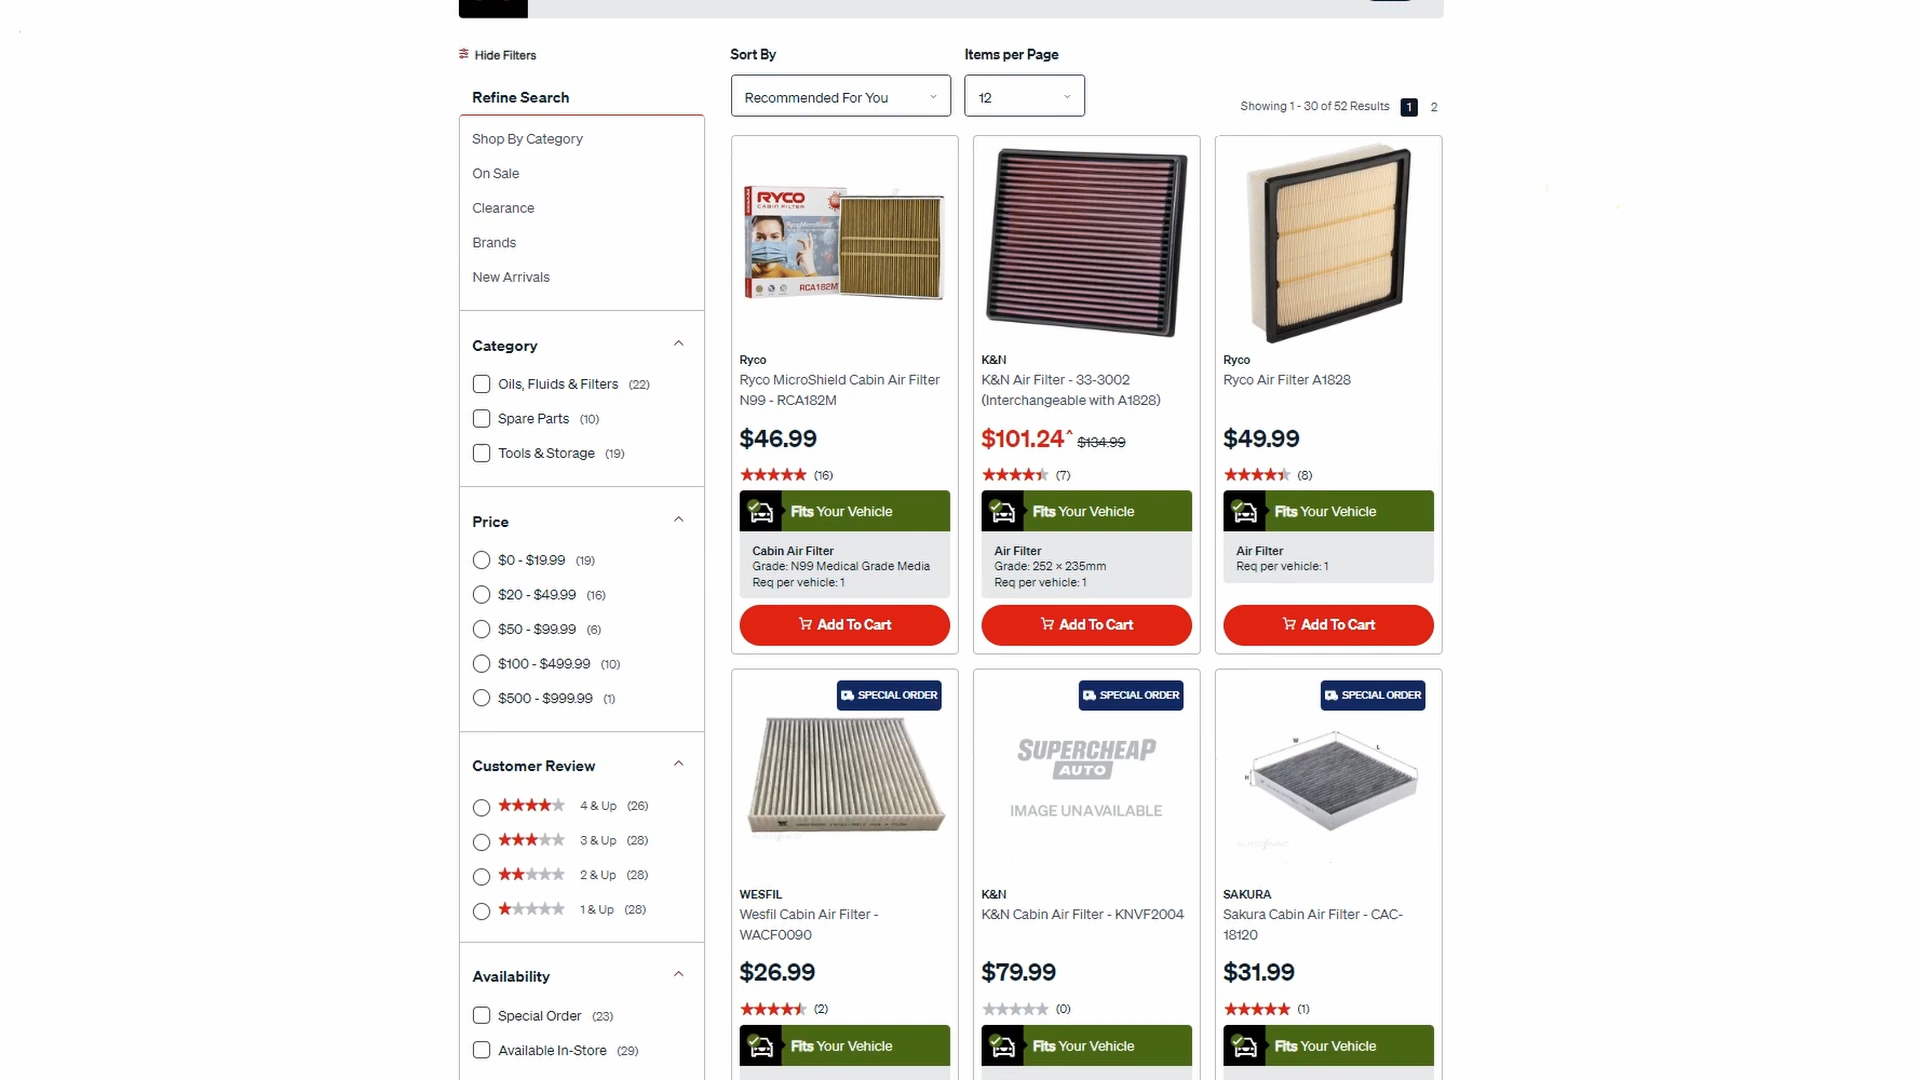 Hide Filters
Sort By
Items per Page
Refine Search
Recommended For You
12
Showing 1 - 30 of 52 Results 1 2
Shop By Category
On Sale
Clearance
Brands
New Arrivals
Category
Oils, Fluids & Filters (22)
Spare Parts (10)
Tools & Storage (19)
Price
$0 - $19.99 (19)
$20 - $49.99 (16)
$50 - $99.99 (6)
$100 - $499.99 (10)
$500 - $999.99 (1)
Customer Review
4 & Up (26)
3 & Up (28)
2 & Up (28)
1 & Up (28)
Availability
Special Order (23)
Available In-Store (29)
RYCO
CABIN FILTER
RCA182M
Ryco
Ryco MicroShield Cabin Air Filter
N99 - RCA182M
$46.99
(16)
Fits Your Vehicle
Cabin Air Filter
Grade: N99 Medical Grade Media
Req per vehicle: 1
Add To Cart
K&N
K&N Air Filter - 33-3002
(Interchangeable with A1828)
$101.24^ $134.99
(7)
Fits Your Vehicle
Air Filter
Grade: 252 x 235mm
Req per vehicle: 1
Add To Cart
Ryco
Ryco Air Filter A1828
$49.99
(8)
Fits Your Vehicle
Air Filter
Req per vehicle: 1
Add To Cart
SPECIAL ORDER
WESFIL
Wesfil Cabin Air Filter -
WACF0090
$26.99
(2)
Fits Your Vehicle
SPECIAL ORDER
SUPERCHEAP
AUTO
IMAGE UNAVAILABLE
K&N
K&N Cabin Air Filter - KNVF2004
$79.99
(0)
Fits Your Vehicle
SPECIAL ORDER
W
L
H
SAKURA
Sakura Cabin Air Filter - CAC-
18120
$31.99
(1)
Fits Your Vehicle